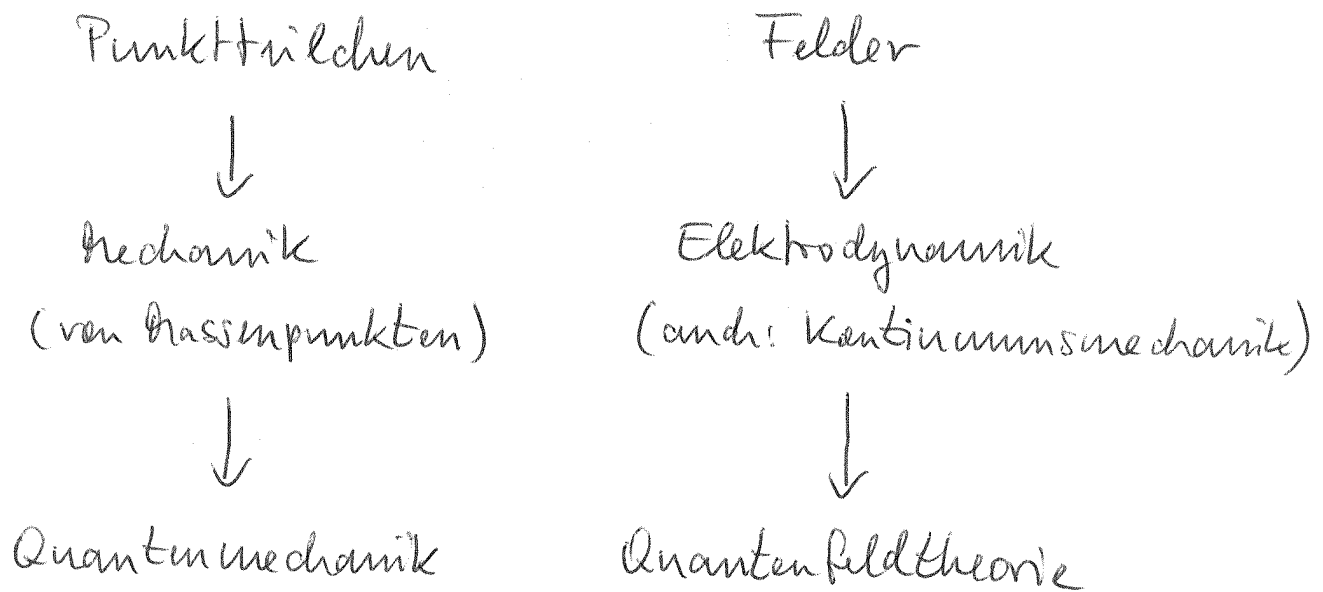 Punktteilchen
Felder
Mechanik
Elektrodynamik
(von Massenpunkten)
(auch: Kontinuumsmechanik)
Quantenmechanik
Quantenfeldtheorie